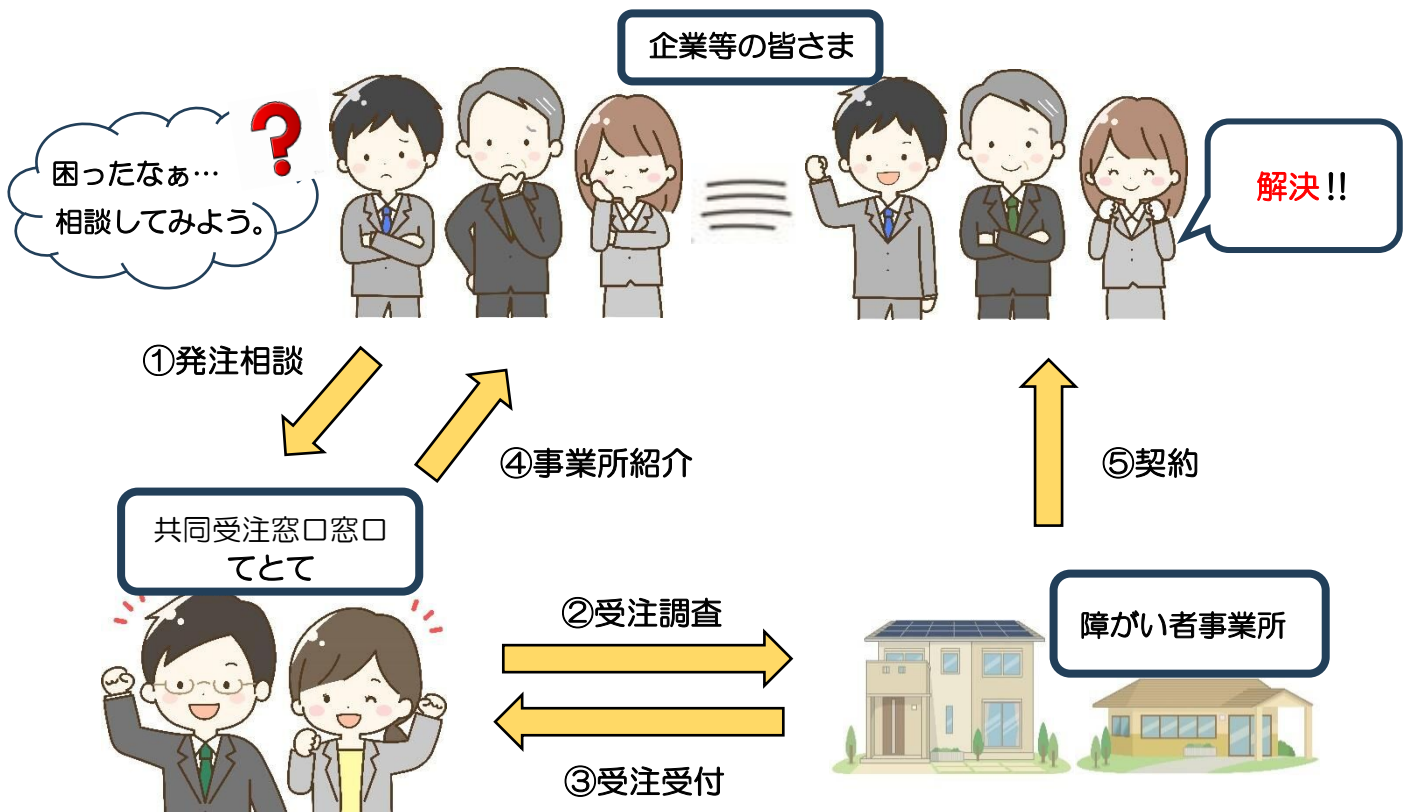 企業等の皆さま
困ったなぁ…
相談してみよう。
?
解決!!
①発注相談
④事業所紹介
⑤契約
共同受注窓口窓口
てとて
②受注調査
障がい者事業所
③受注受付